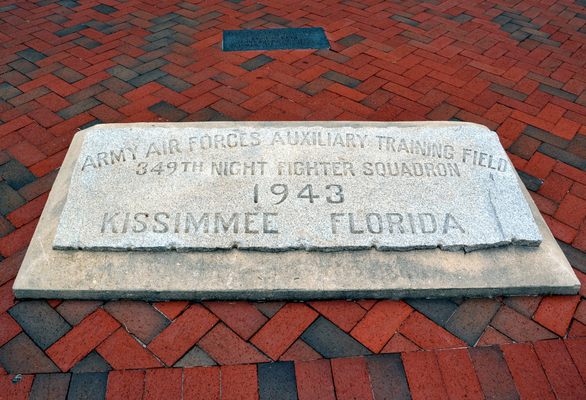 ARMY AIR FORCES AUXILIARY TRAINING FIELD
349TH NIGHT FIGHTER SQUADRON
1943
KISSIMMEE FLORIDA